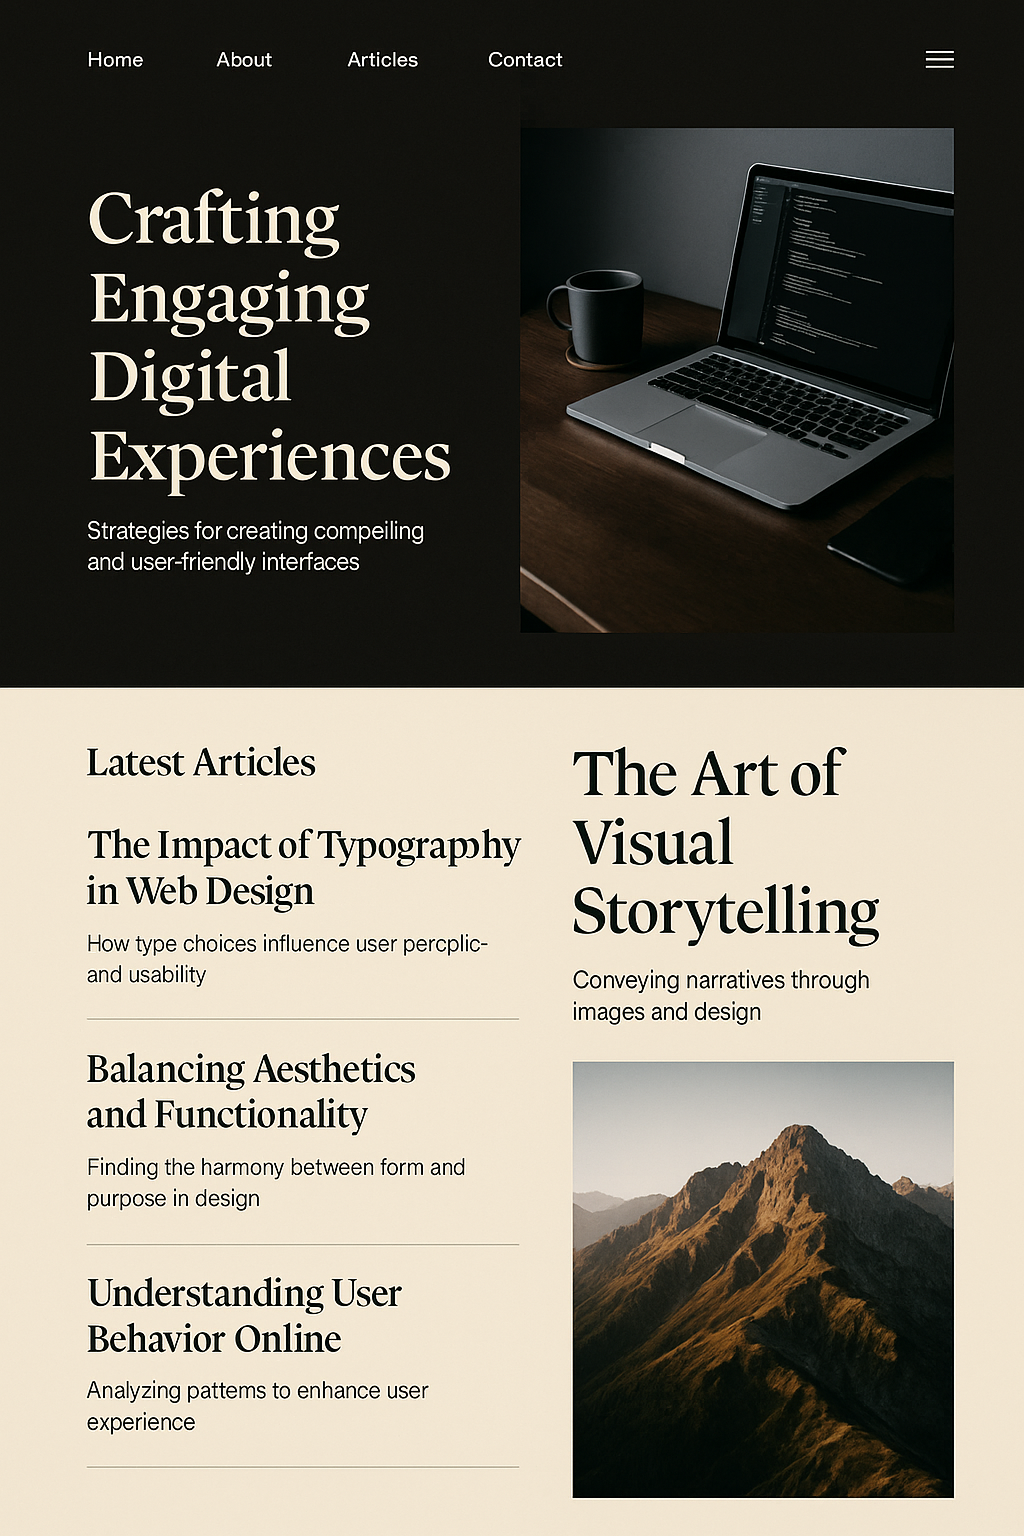 Home About Articles Contact
Crafting
Engaging
Digital
Experiences
Strategies for creating compeiling
and user-friendly interfaces
Latest Articles
The Impact of Typography
in Web Design
How type choices influence user percplic-
and usability
Balancing Aesthetics
and Functionality
Finding the harmony between form and
purpose in design
Understanding User
Behavior Online
Analyzing pattems to enhance user
experience
The Art of
Visual
Storytelling
Conveying narratives through
images and design